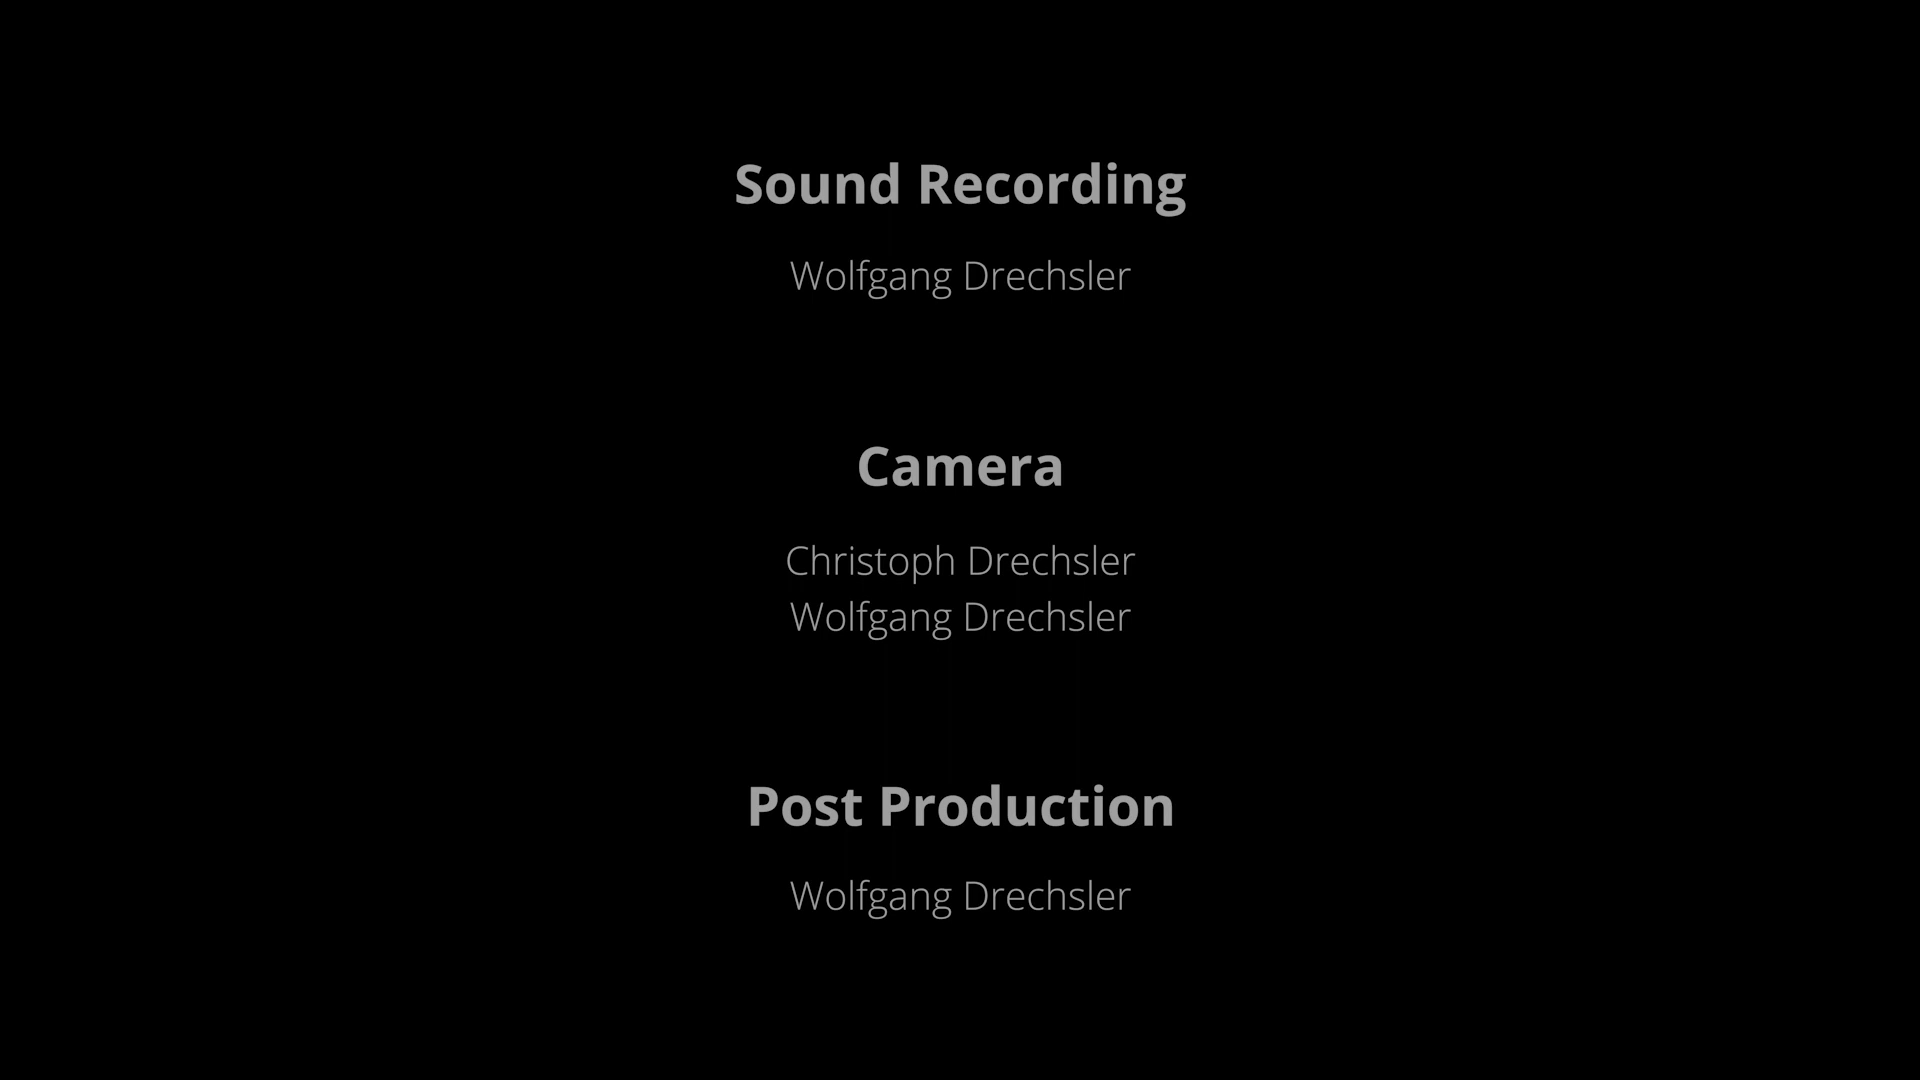 Sound Recording
Wolfgang Drechsler
Camera
Christoph Drechsler
Wolfgang Drechsler
Post Production
Wolfgang Drechsler